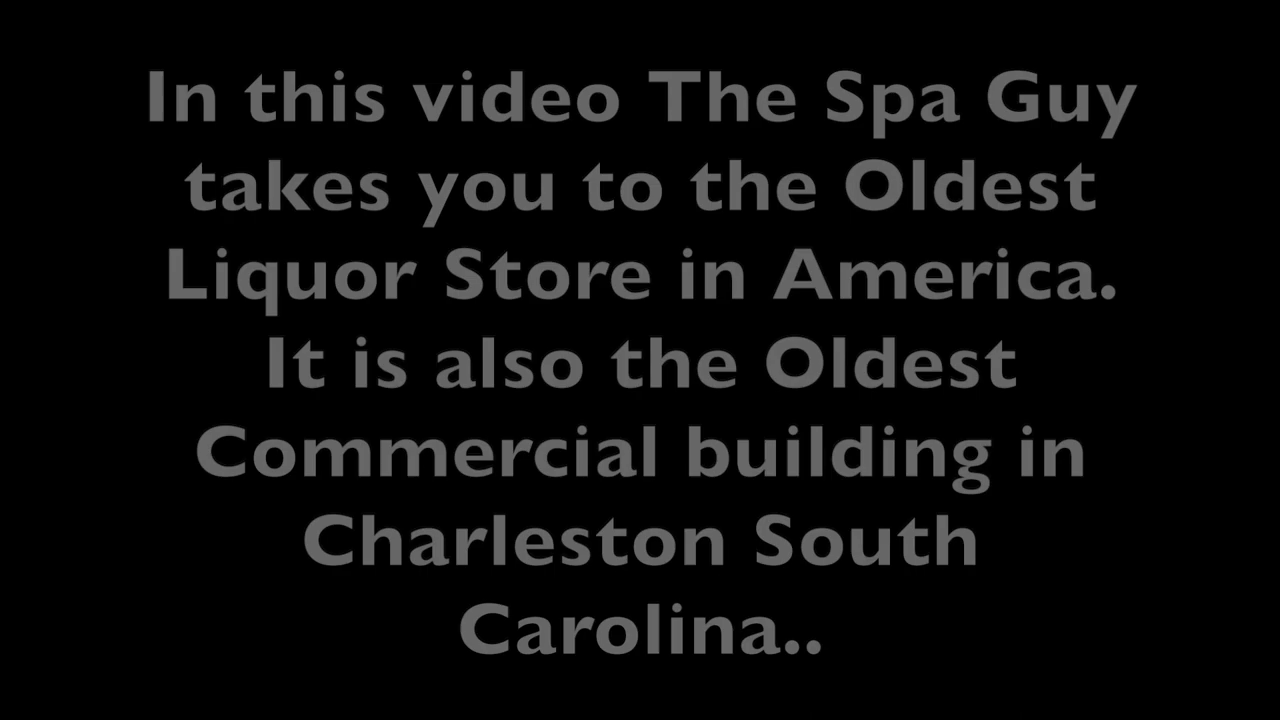 In this video The Spa Guy
takes you to the Oldest
Liquor Store in America.
It is also the Oldest
Commercial building in
Charleston South
Carolina..